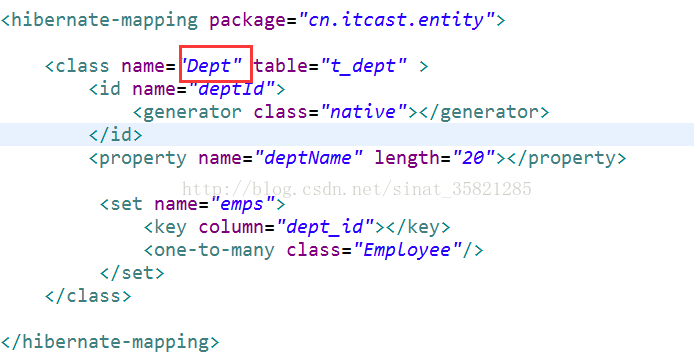 <hibernate-mapping package="cn.itcast.entity">
<class name="Dept" table="t_dept" >
<id name="deptId">
<generator class="native"></generator>
</id>
<property name="deptName" length="20"></property>
http://blog.csdn.net/sinat_35821285
<set name="emps">
<key column="dept_id"></key>
<one-to-many class="Employee"/>
</set>
</class>
</hibernate-mapping>